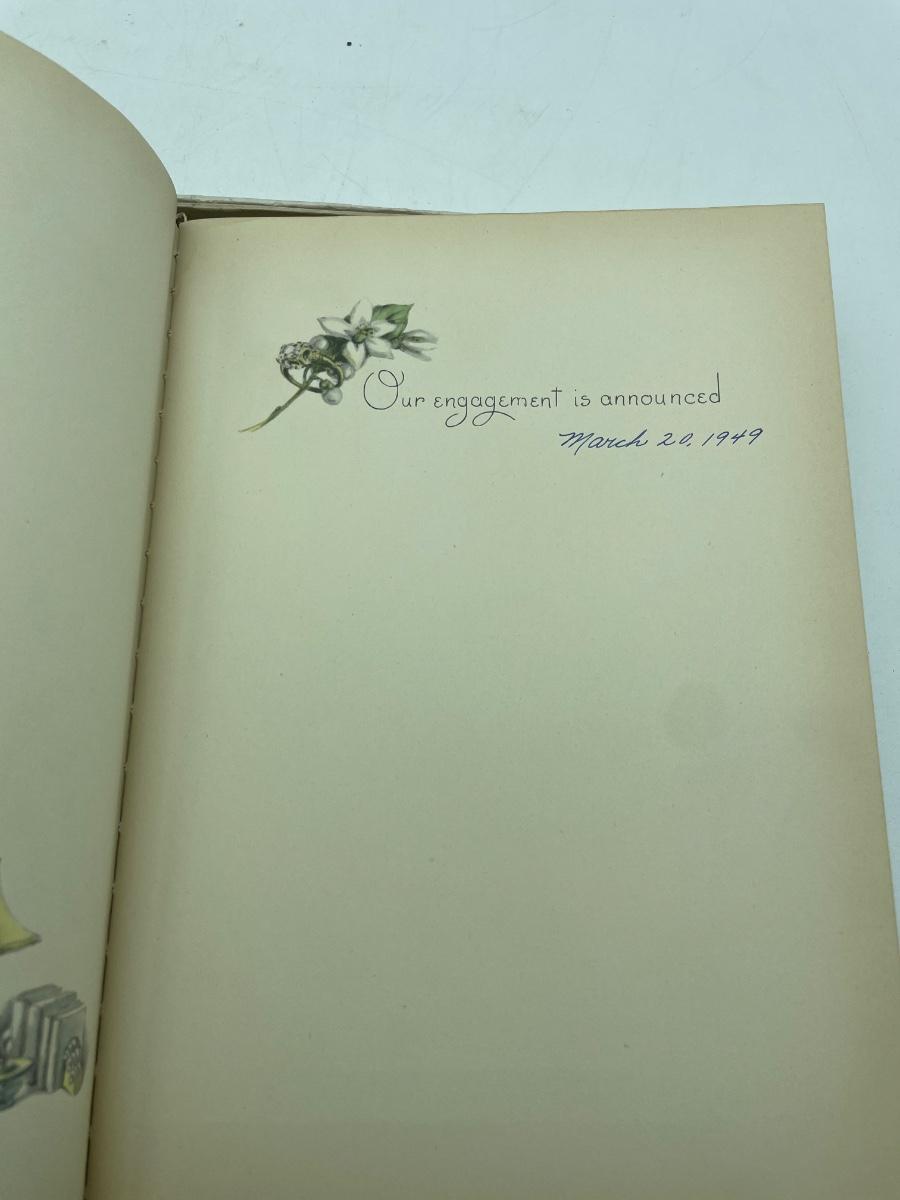 Our engagement is announced
March 20, 1949